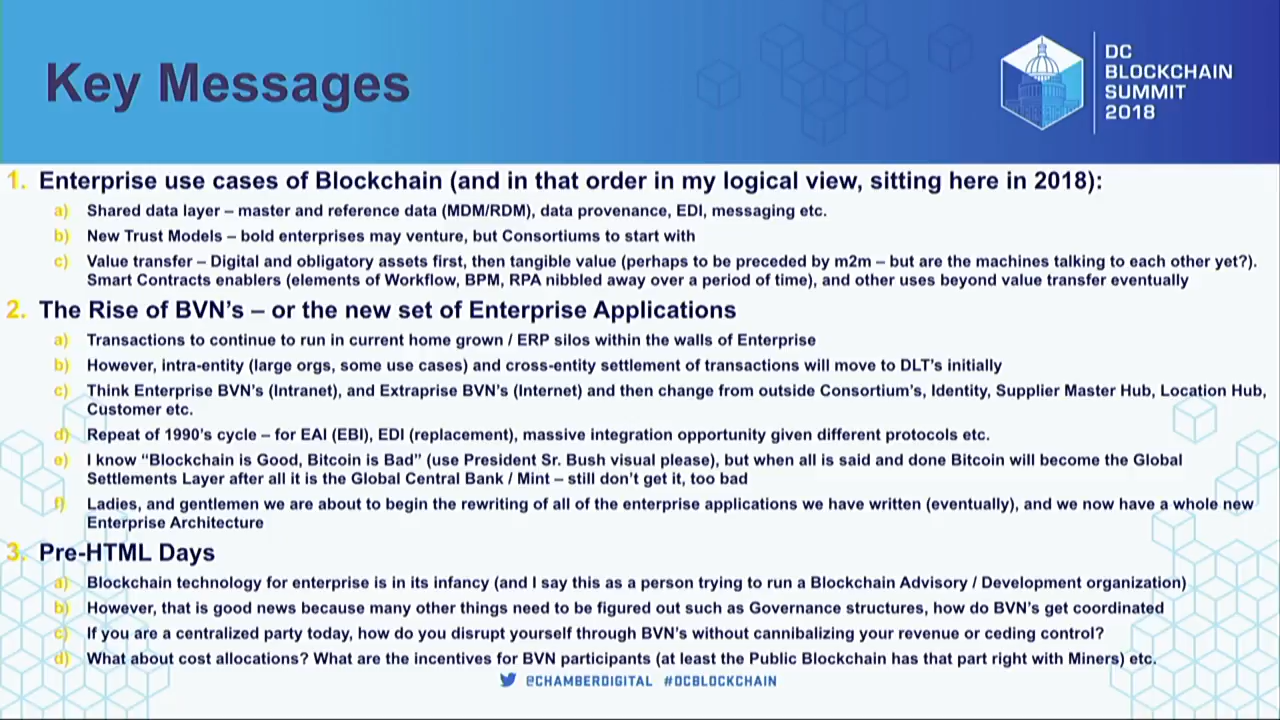 Key Messages
DC
BLOCKCHAIN
SUMMIT
2018
1. Enterprise use cases of Blockchain (and in that order in my logical view, sitting here in 2018):
a) Shared data layer – master and reference data (MDM/RDM), data provenance, EDI, messaging etc.
b) New Trust Models – bold enterprises may venture, but Consortiums to start with
c) Value transfer – Digital and obligatory assets first, then tangible value (perhaps to be preceded by m2m – but are the machines talking to each other yet?).
Smart Contracts enablers (elements of Workflow, BPM, RPA nibbled away over a period of time), and other uses beyond value transfer eventually
2. The Rise of BVN's – or the new set of Enterprise Applications
a) Transactions to continue to run in current home grown / ERP silos within the walls of Enterprise
b) However, intra-entity (large orgs, some use cases) and cross-entity settlement of transactions will move to DLT's initially
c) Think Enterprise BVN's (Intranet), and Extraprise BVN's (Internet) and then change from outside Consortium's, Identity, Supplier Master Hub, Location Hub,
Customer etc.
d) Repeat of 1990's cycle – for EAI (EBI), EDI (replacement), massive integration opportunity given different protocols etc.
e) I know “Blockchain is Good, Bitcoin is Bad” (use President Sr. Bush visual please), but when all is said and done Bitcoin will become the Global
Settlements Layer after all it is the Global Central Bank / Mint – still don't get it, too bad
f) Ladies, and gentlemen we are about to begin the rewriting of all of the enterprise applications we have written (eventually), and we now have a whole new
Enterprise Architecture
3. Pre-HTML Days
a) Blockchain technology for enterprise is in its infancy (and I say this as a person trying to run a Blockchain Advisory / Development organization)
b) However, that is good news because many other things need to be figured out such as Governance structures, how do BVN's get coordinated
c) If you are a centralized party today, how do you disrupt yourself through BVN's without cannibalizing your revenue or ceding control?
d) What about cost allocations? What are the incentives for BVN participants (at least the Public Blockchain has that part right with Miners) etc.
@CHAMBERDIGITAL #DCBLOCKCHAIN